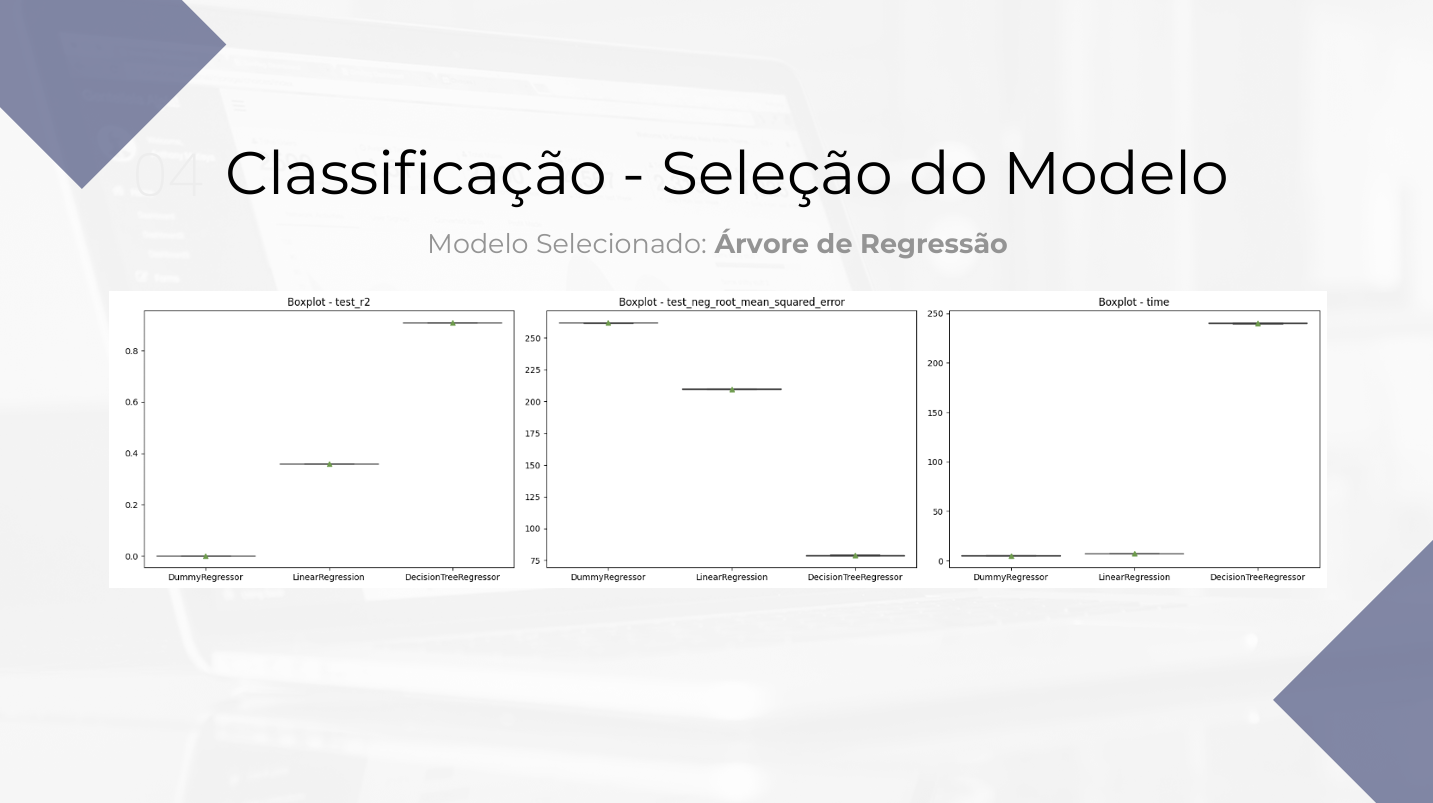 04
Classificação - Seleção do Modelo
Modelo Selecionado: Árvore de Regressão
Boxplot - test_r2
0.8
0.6
0.4
0.2
0.0
DummyRegressor LinearRegression DecisionTreeRegressor
Boxplot - test_neg_root_mean_squared_error
250
225
200
175
150
125
100
75
DummyRegressor LinearRegression DecisionTreeRegressor
Boxplot - time
250
200
150
100
50
0
DummyRegressor LinearRegression DecisionTreeRegressor